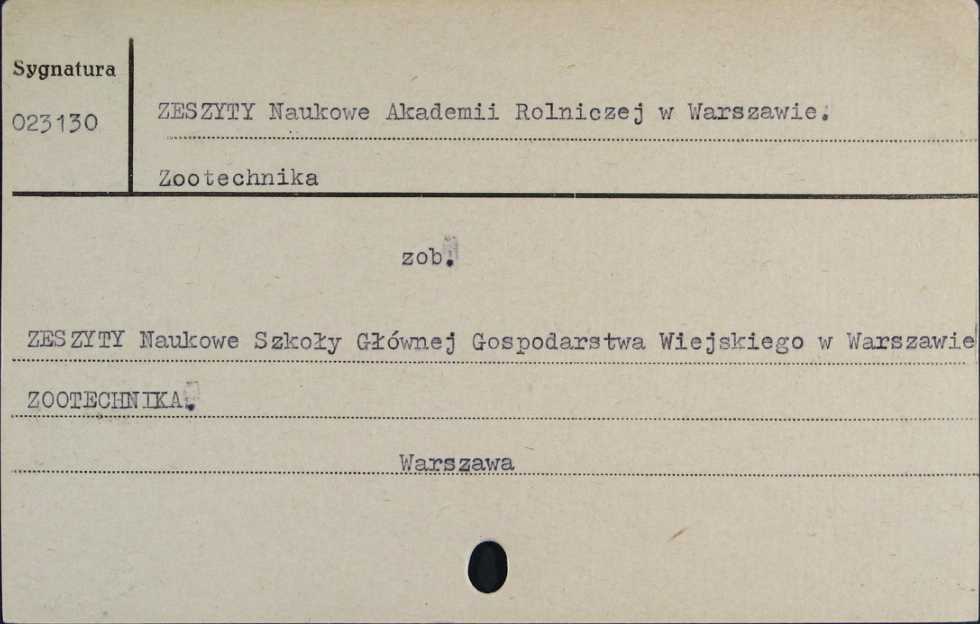 Sygnatura
023130
ZESZYTY Naukowe Akademii Rolniczej w Warszawie.
Zootechnika
zob.
ZESZYTY Naukowe Szkoły Głównej Gospodarstwa Wiejskiego w Warszawie
ZOOTECHNIKA.
Warszawa